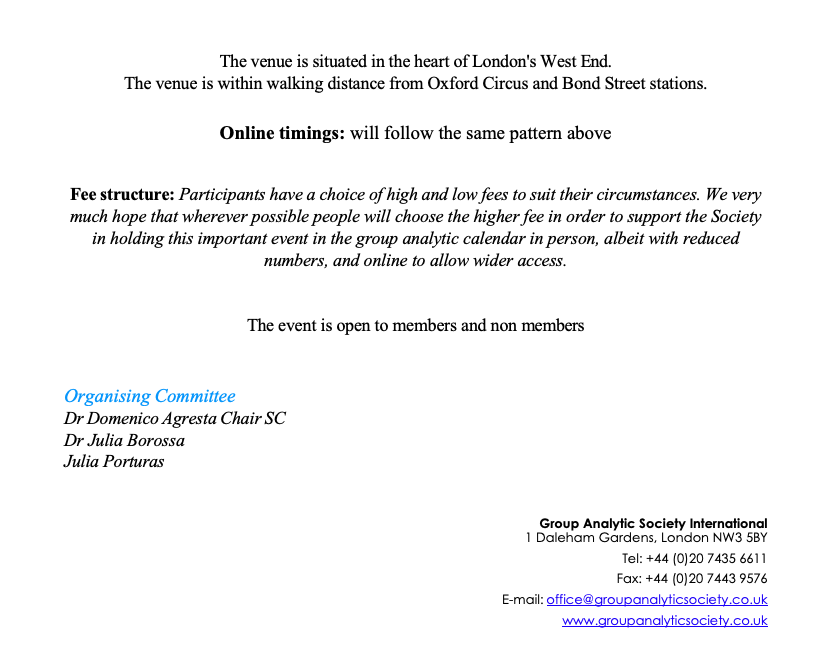 The venue is situated in the heart of London's West End.
The venue is within walking distance from Oxford Circus and Bond Street stations.
Online timings: will follow the same pattern above
Fee structure: Participants have a choice of high and low fees to suit their circumstances. We very
much hope that wherever possible people will choose the higher fee in order to support the Society
in holding this important event in the group analytic calendar in person, albeit with reduced
numbers, and online to allow wider access.
The event is open to members and non members
Organising Committee
Dr Domenico Agresta Chair SC
Dr Julia Borossa
Julia Porturas
Group Analytic Society International
1 Daleham Gardens, London NW3 5BY
Tel: +44 (0)20 7435 6611
Fax: +44 (0)20 7443 9576
E-mail: office@groupanalyticsociety.co.uk
www.groupanalyticsociety.co.uk